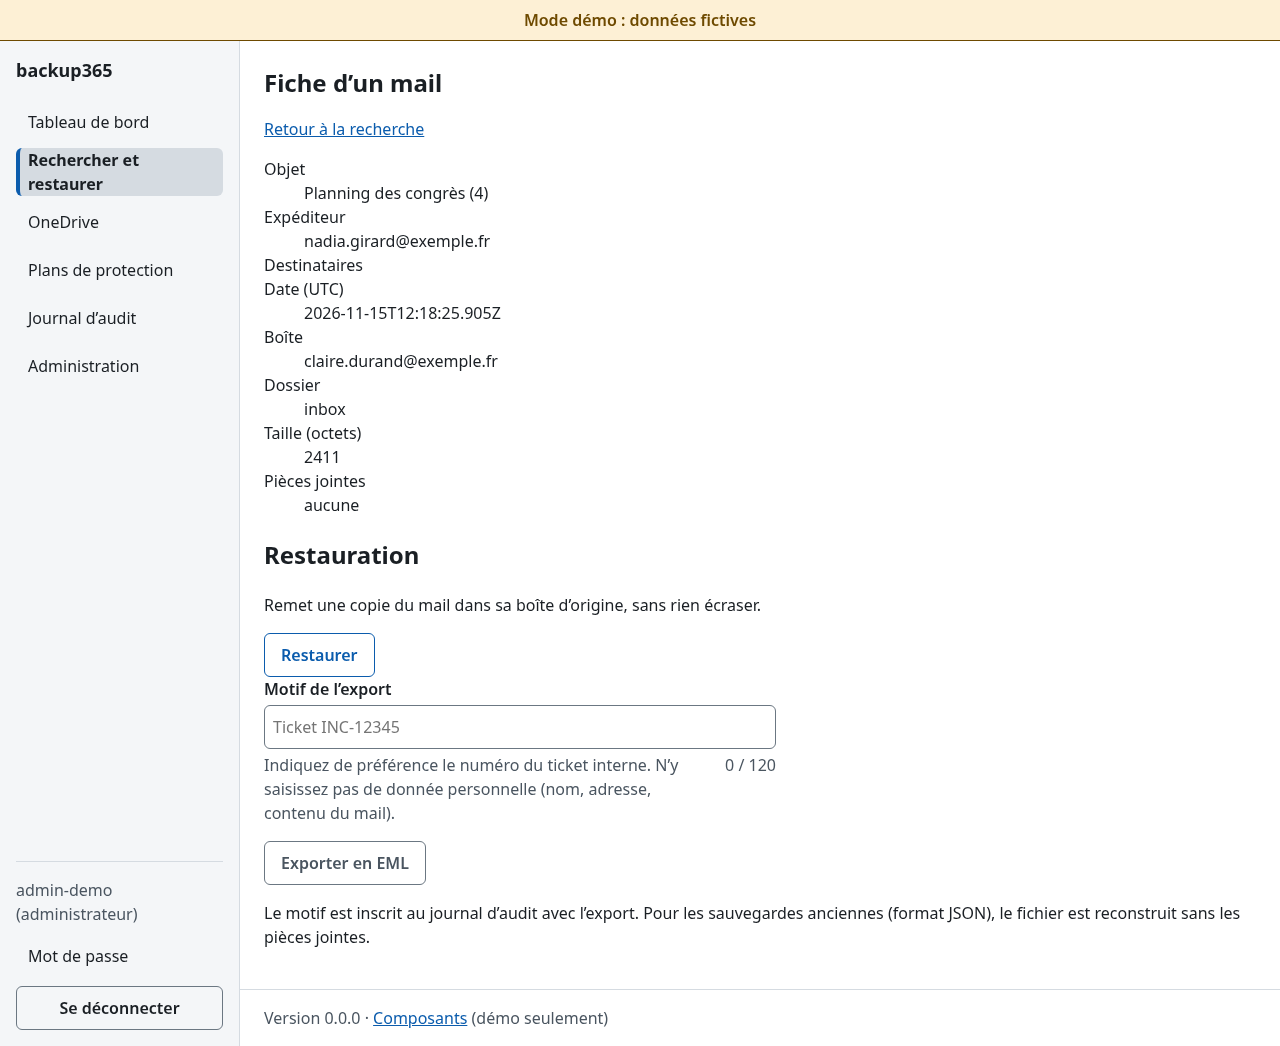 Mode démo : données fictives
backup365
Tableau de bord
Rechercher et
restaurer
OneDrive
Plans de protection
Journal d’audit
Administration
admin-demo
(administrateur)
Mot de passe
Se déconnecter
Fiche d’un mail
Retour à la recherche
Objet
Planning des congrès (4)
Expéditeur
nadia.girard@exemple.fr
Destinataires
Date (UTC)
2026-11-15T12:18:25.905Z
Boîte
claire.durand@exemple.fr
Dossier
inbox
Taille (octets)
2411
Pièces jointes
aucune
Restauration
Remet une copie du mail dans sa boîte d’origine, sans rien écraser.
Restaurer
Motif de l’export
Ticket INC-12345
Indiquez de préférence le numéro du ticket interne. N’y 0 / 120
saisissez pas de donnée personnelle (nom, adresse,
contenu du mail).
Exporter en EML
Le motif est inscrit au journal d’audit avec l’export. Pour les sauvegardes anciennes (format JSON), le fichier est reconstruit sans les
pièces jointes.
Version 0.0.0 · Composants (démo seulement)